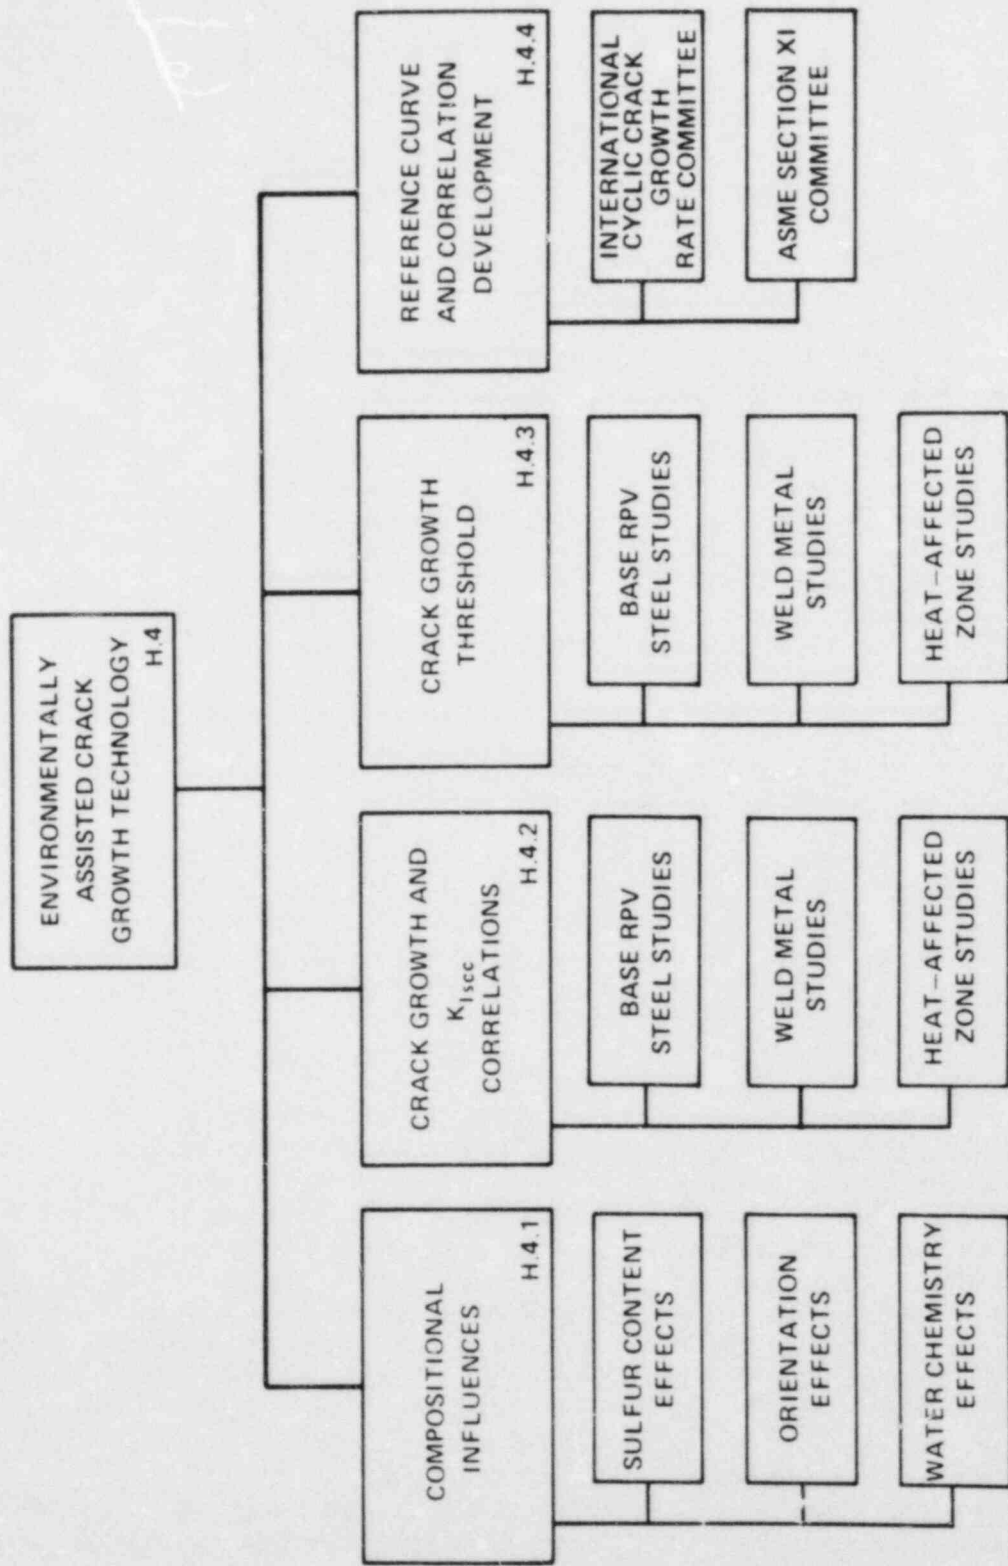 ENVIRONMENTALLY
ASSISTED CRACK
GROWTH TECHNOLOGY
H.4
COMPOSITIONAL
INFLUENCES
H.4.1
SULFUR CONTENT
EFFECTS
ORIENTATION
EFFECTS
WATER CHEMISTRY
EFFECTS
CRACK GROWTH AND
K_Iscc
CORRELATIONS
H.4.2
BASE RPV
STEEL STUDIES
WELD METAL
STUDIES
HEAT-AFFECTED
ZONE STUDIES
CRACK GROWTH
THRESHOLD
H.4.3
BASE RPV
STEEL STUDIES
WELD METAL
STUDIES
HEAT-AFFECTED
ZONE STUDIES
REFERENCE CURVE
AND CORRELATION
DEVELOPMENT
H.4.4
INTERNATIONAL
CYCLIC CRACK
GROWTH
RATE COMMITTEE
ASME SECTION XI
COMMITTEE